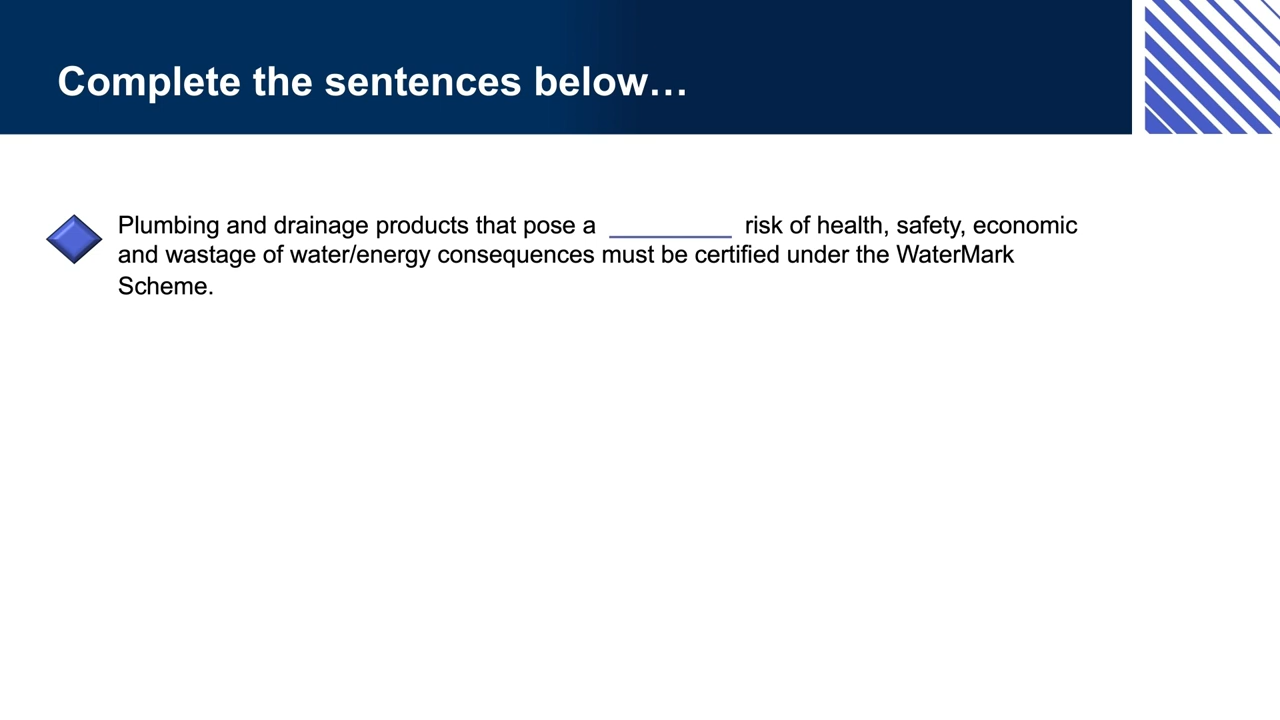 Complete the sentences below…
Plumbing and drainage products that pose a _________ risk of health, safety, economic
and wastage of water/energy consequences must be certified under the WaterMark
Scheme.